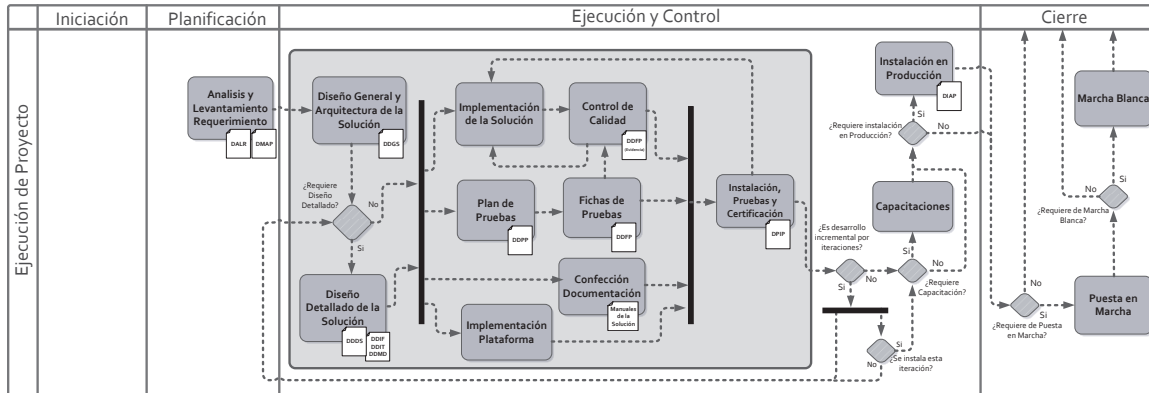 Iniciación
Planificación
Ejecución y Control
Cierre
Ejecución de Proyecto
Analisis y
Levantamiento
Requerimiento
DALR
DMAP
Diseño General y
Arquitectura de la
Solución
DDGS
¿Requiere
Diseño
Detallado?
No
Si
Diseño
Detallado de la
Solución
DDDS
DDIF
DDIT
DDMD
Implementación
de la Solución
Control de
Calidad
DDFP
(Evidencia)
Plan de
Pruebas
DDPP
Fichas de
Pruebas
DDFP
Confección
Documentación
Manuales
de la
Solución
Implementación
Plataforma
Instalación,
Pruebas y
Certificación
DPIP
¿Es desarrollo
incremental por
iteraciones?
No
Si
Si
No
¿Se instala esta
iteración?
¿Requiere
Capacitación?
Si
No
Capacitaciones
¿Requiere instalación
en Producción?
Si
No
Instalación en
Producción
DIAP
No
Si
¿Requiere de Puesta
en Marcha?
Puesta en
Marcha
¿Requiere de Marcha
Blanca?
No
Si
Marcha Blanca